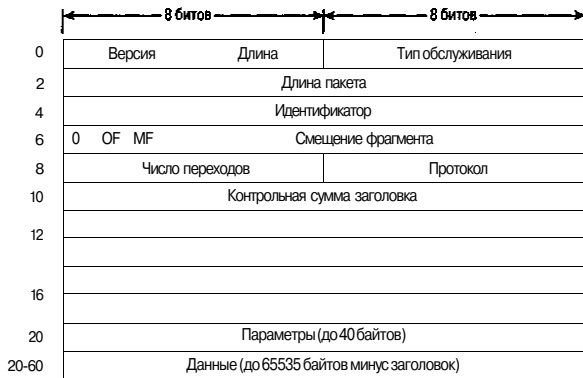 8 битов 8 битов
0 Версия Длина Тип обслуживания
2 Длина пакета
4 Идентификатор
6 0 OF MF Смещение фрагмента
8 Число переходов Протокол
10 Контрольная сумма заголовка
12
16
20 Параметры (до 40 байтов)
20-60 Данные (до 65535 байтов минус заголовок)